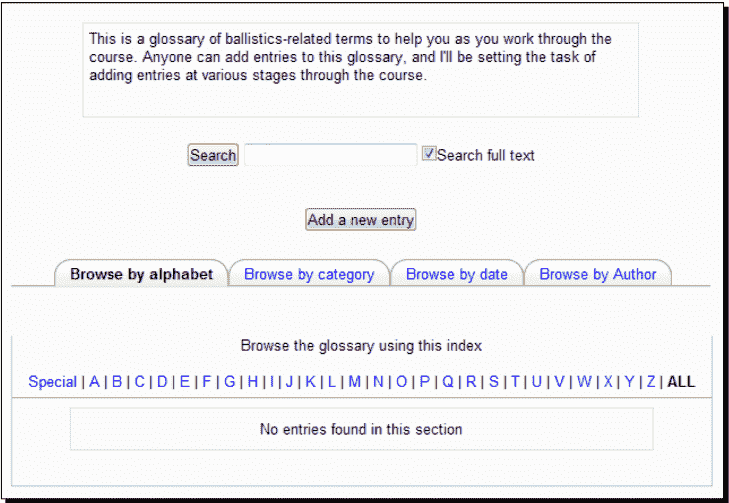 This is a glossary of ballistics-related terms to help you as you work through the
course. Anyone can add entries to this glossary, and I'll be setting the task of
adding entries at various stages through the course.
Search Search full text
Add a new entry
Browse by alphabet Browse by category Browse by date Browse by Author
Browse the glossary using this index
Special | A | B | C | D | E | F | G | H | I | J | K | L | M | N | O | P | Q | R | S | T | U | V | W | X | Y | Z | ALL
No entries found in this section